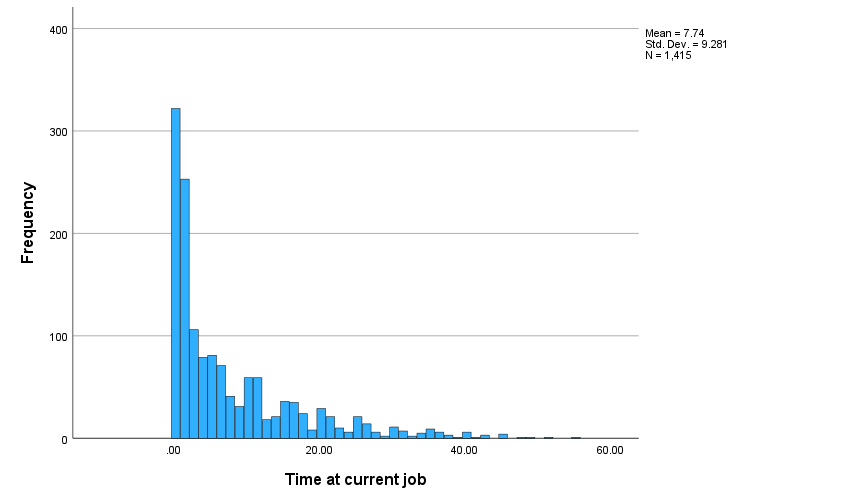 400
Mean = 7.74
Std. Dev. = 9.281
N = 1,415
300
Frequency
200
100
0
.00
20.00
40.00
60.00
Time at current job